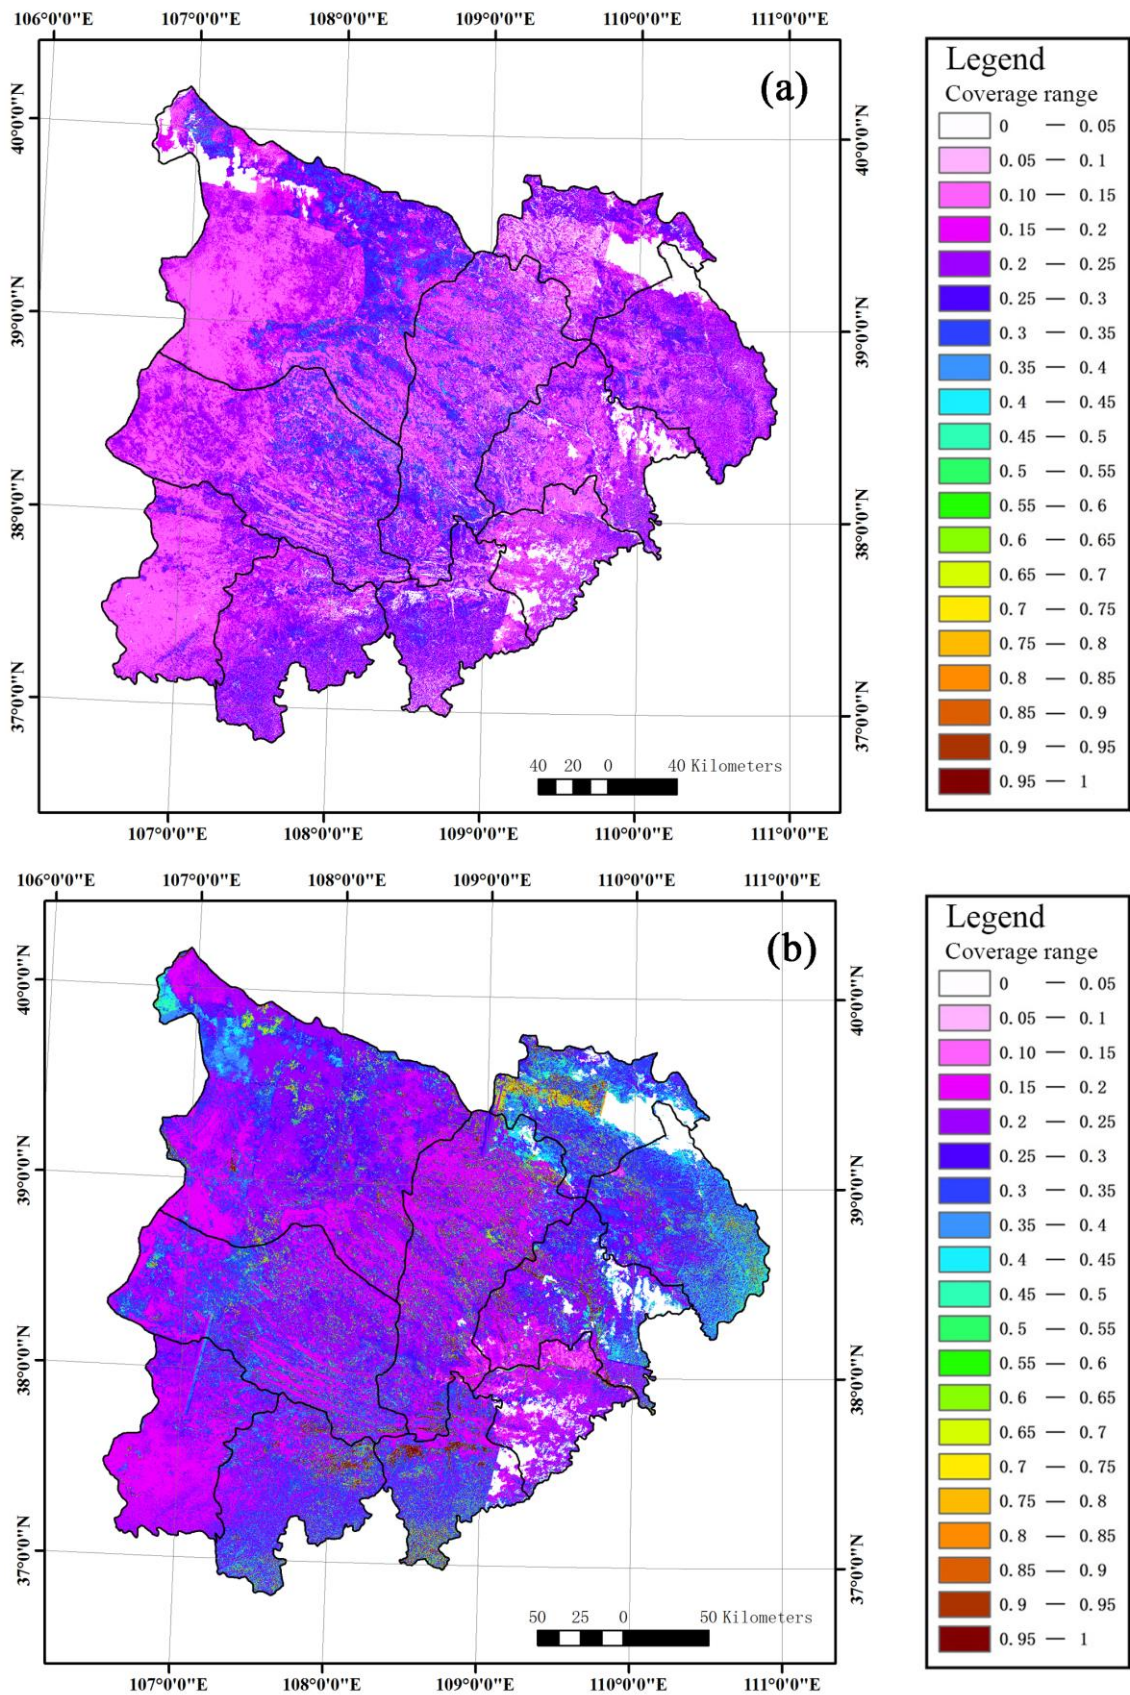 106°0'0"E 107°0'0"E 108°0'0"E 109°0'0"E 110°0'0"E 111°0'0"E
(a)
40°0'0"N
39°0'0"N
38°0'0"N
37°0'0"N
40°0'0"N
39°0'0"N
38°0'0"N
37°0'0"N
40 20 0 40 Kilometers
107°0'0"E 108°0'0"E 109°0'0"E 110°0'0"E 111°0'0"E
Legend
Coverage range
0 — 0.05
0.05 — 0.1
0.10 — 0.15
0.15 — 0.2
0.2 — 0.25
0.25 — 0.3
0.3 — 0.35
0.35 — 0.4
0.4 — 0.45
0.45 — 0.5
0.5 — 0.55
0.55 — 0.6
0.6 — 0.65
0.65 — 0.7
0.7 — 0.75
0.75 — 0.8
0.8 — 0.85
0.85 — 0.9
0.9 — 0.95
0.95 — 1
106°0'0"E 107°0'0"E 108°0'0"E 109°0'0"E 110°0'0"E 111°0'0"E
(b)
40°0'0"N
39°0'0"N
38°0'0"N
37°0'0"N
40°0'0"N
39°0'0"N
38°0'0"N
37°0'0"N
50 25 0 50 Kilometers
107°0'0"E 108°0'0"E 109°0'0"E 110°0'0"E 111°0'0"E
Legend
Coverage range
0 — 0.05
0.05 — 0.1
0.10 — 0.15
0.15 — 0.2
0.2 — 0.25
0.25 — 0.3
0.3 — 0.35
0.35 — 0.4
0.4 — 0.45
0.45 — 0.5
0.5 — 0.55
0.55 — 0.6
0.6 — 0.65
0.65 — 0.7
0.7 — 0.75
0.75 — 0.8
0.8 — 0.85
0.85 — 0.9
0.9 — 0.95
0.95 — 1